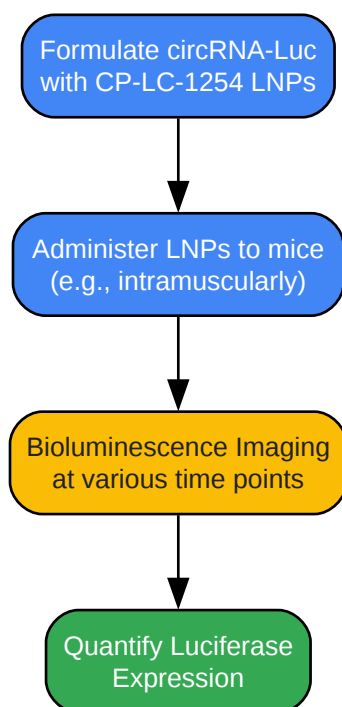 Formulate circRNA-Luc
with CP-LC-1254 LNPs
Administer LNPs to mice
(e.g., intramuscularly)
Bioluminescence Imaging
at various time points
Quantify Luciferase
Expression